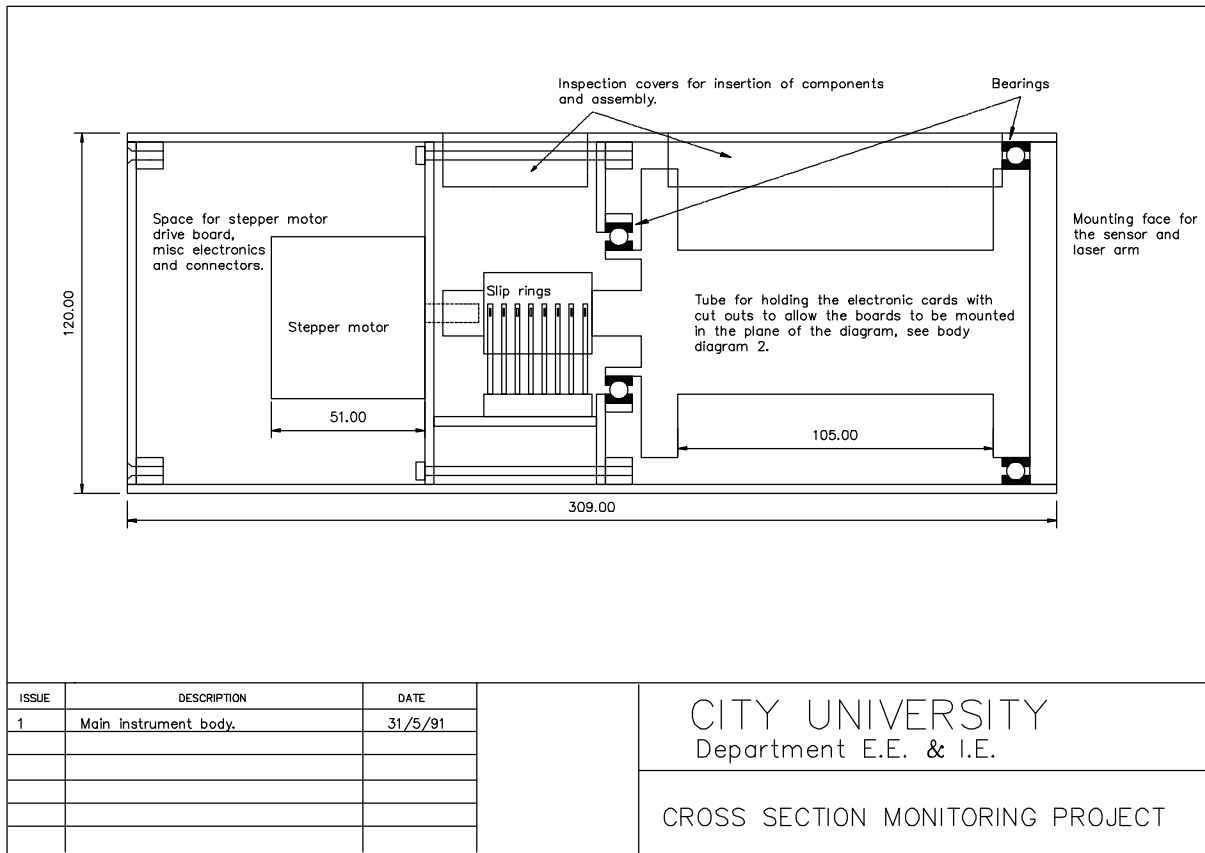 Inspection covers for insertion of components
and assembly.
Bearings
Space for stepper motor
drive board,
misc electronics
and connectors.
Mounting face for
the sensor and
laser arm
Slip rings
Stepper motor
Tube for holding the electronic cards with
cut outs to allow the boards to be mounted
in the plane of the diagram, see body
diagram 2.
120.00
51.00
105.00
309.00
ISSUE DESCRIPTION DATE
1 Main instrument body. 31/5/91
CITY UNIVERSITY
Department E.E. & I.E.
CROSS SECTION MONITORING PROJECT